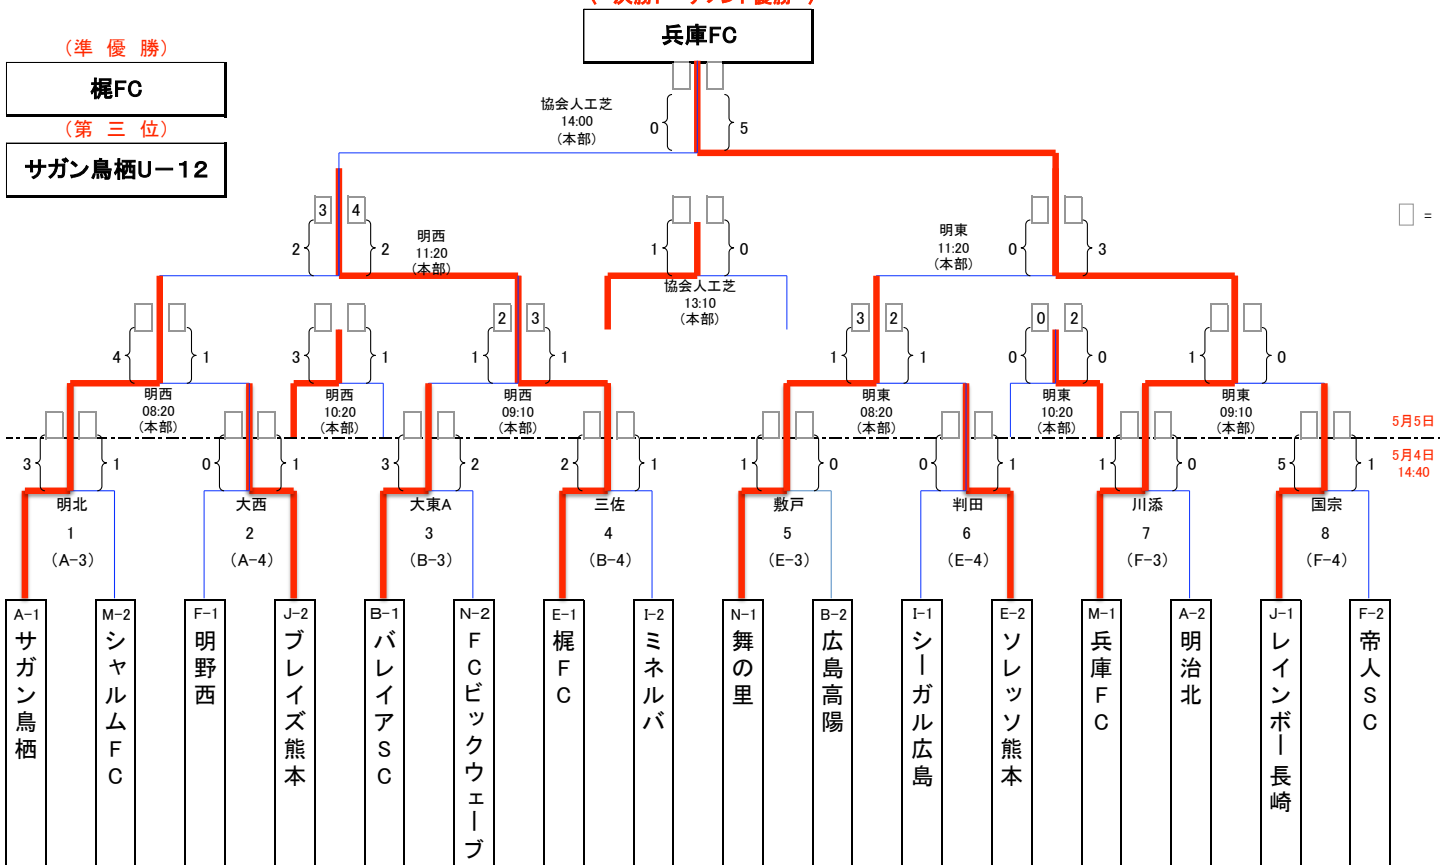 兵庫FC
(準 優 勝)
梶FC
(第 三 位)
サガン鳥栖U−12
協会人工芝
14:00
(本部)
0
5
3
4
2
2
明西
11:20
(本部)
1
0
協会人工芝
13:10
(本部)
明東
11:20
(本部)
0
3
=
4
1
明西
08:20
(本部)
3
1
明西
10:20
(本部)
2
3
1
1
明西
09:10
(本部)
3
2
1
1
明東
08:20
(本部)
0
2
0
0
明東
10:20
(本部)
1
0
明東
09:10
(本部)
5月5日
5月4日
14:40
3
1
明北
1
(A−3)
0
1
大西
2
(A−4)
3
2
大東A
3
(B−3)
2
1
三佐
4
(B−4)
1
0
敷戸
5
(E−3)
0
1
判田
6
(E−4)
1
0
川添
7
(F−3)
5
1
国宗
8
(F−4)
A−1
サガン鳥栖
M−2
シャルムFC
F−1
明野西
J−2
ブレイズ熊本
B−1
バレイアSC
N−2
FCビックウェーブ
E−1
梶FC
I−2
ミネルバ
N−1
舞の里
B−2
広島高陽
I−1
シーガル広島
E−2
ソレッソ熊本
M−1
兵庫FC
A−2
明治北
J−1
レインボー長崎
F−2
帝人SC